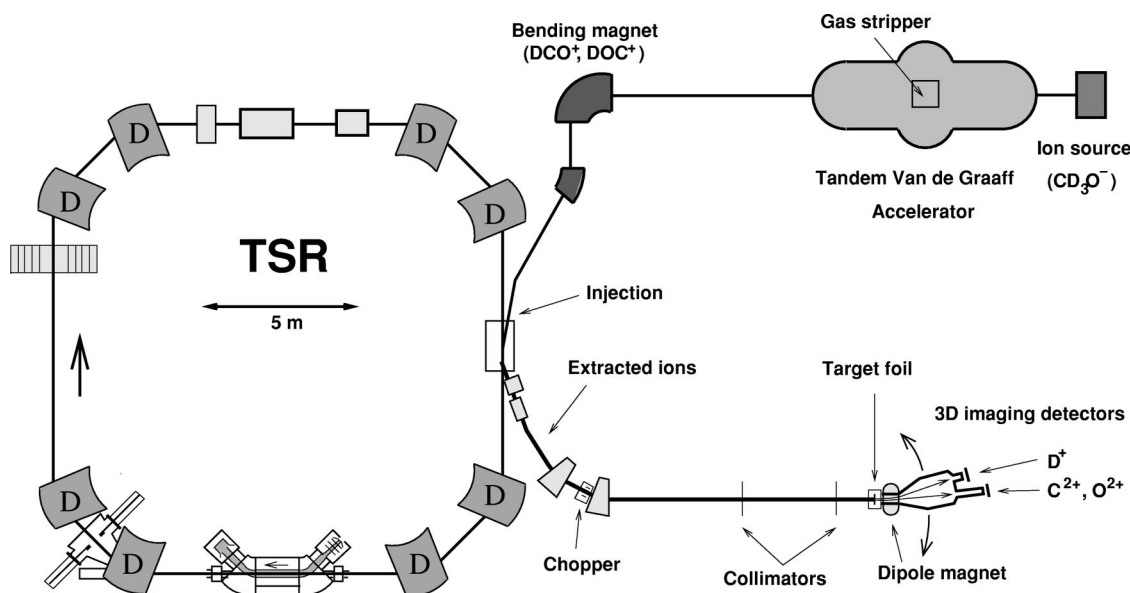 Bending magnet
(DCO⁺, DOC⁺)
Gas stripper
Ion source
(CD₃O⁻)
Tandem Van de Graaff
Accelerator
D
D
D
D
TSR
5 m
Injection
Extracted ions
Target foil
3D imaging detectors
D⁺
C²⁺, O²⁺
Chopper
Collimators
Dipole magnet
D
D
D
D